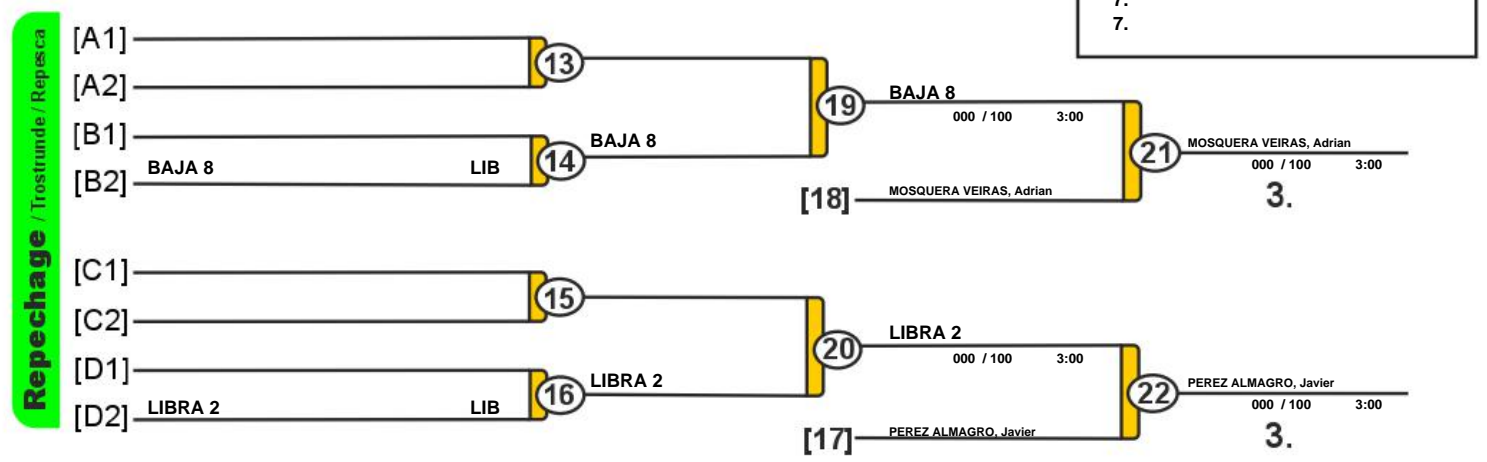 7.
7.
Repechage / Trostrunde / Repesca
[A1]
13
[A2]
19 BAJA 8
000 / 100 3:00
[B1]
BAJA 8
14
[B2] BAJA 8 LIB
21 MOSQUERA VEIRAS, Adrian
000 / 100 3:00
3.
[18] MOSQUERA VEIRAS, Adrian
[C1]
15
[C2]
20 LIBRA 2
000 / 100 3:00
[D1]
LIBRA 2
16
[D2] LIBRA 2 LIB
22 PEREZ ALMAGRO, Javier
000 / 100 3:00
3.
[17] PEREZ ALMAGRO, Javier